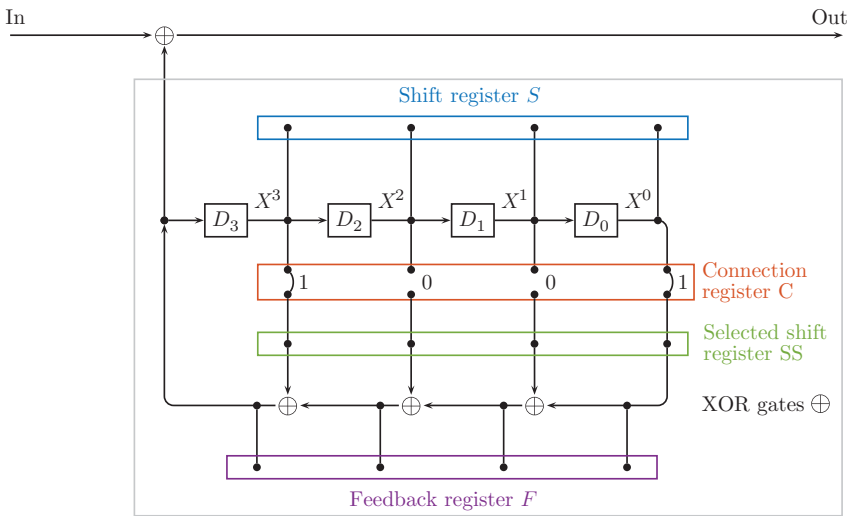 In Out
Shift register S
X³ X² X¹ X⁰
D₃ D₂ D₁ D₀
1 0 0 1
Connection
register C
Selected shift
register SS
XOR gates ⊕
Feedback register F